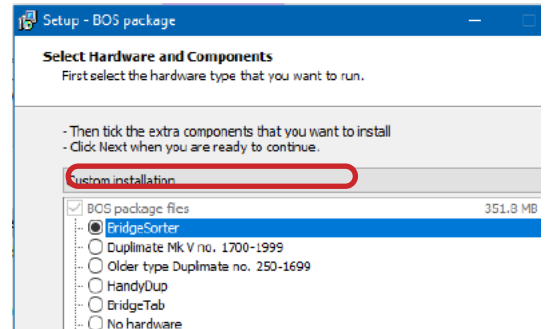 Setup - BOS package
Select Hardware and Components
First select the hardware type that you want to run.
- Then tick the extra components that you want to install
- Click Next when you are ready to continue.
Custom installation
BOS package files 351.8 MB
BridgeSorter
Duplimate Mk V no. 1700-1999
Older type Duplimate no. 250-1699
HandyDup
BridgeTab
No hardware